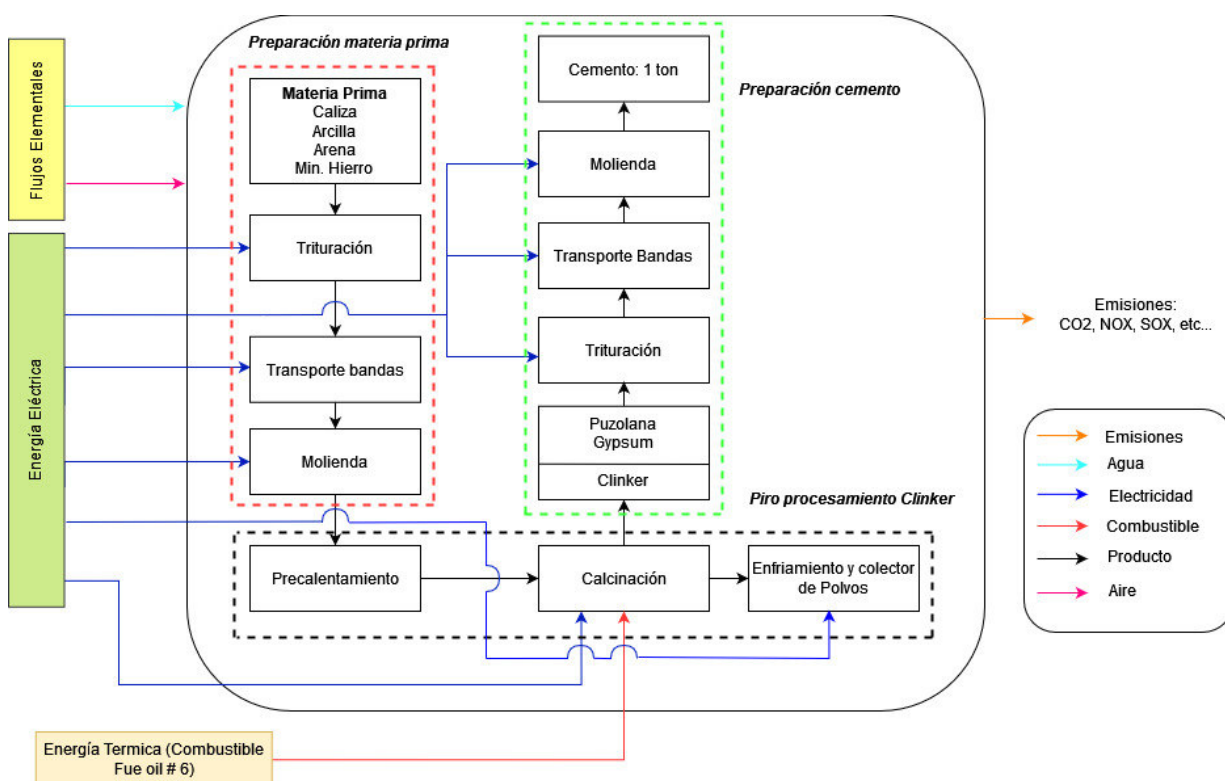 Flujos Elementales
Energía Eléctrica
Preparación materia prima
Materia Prima
Caliza
Arcilla
Arena
Min. Hierro
Trituración
Transporte bandas
Molienda
Cemento: 1 ton
Preparación cemento
Molienda
Transporte Bandas
Trituración
Puzolana
Gypsum
Clinker
Piro procesamiento Clinker
Precalentamiento
Calcinación
Enfriamiento y colector
de Polvos
Energía Termica (Combustible
Fue oil # 6)
Emisiones:
CO2, NOX, SOX, etc...
Emisiones
Agua
Electricidad
Combustible
Producto
Aire